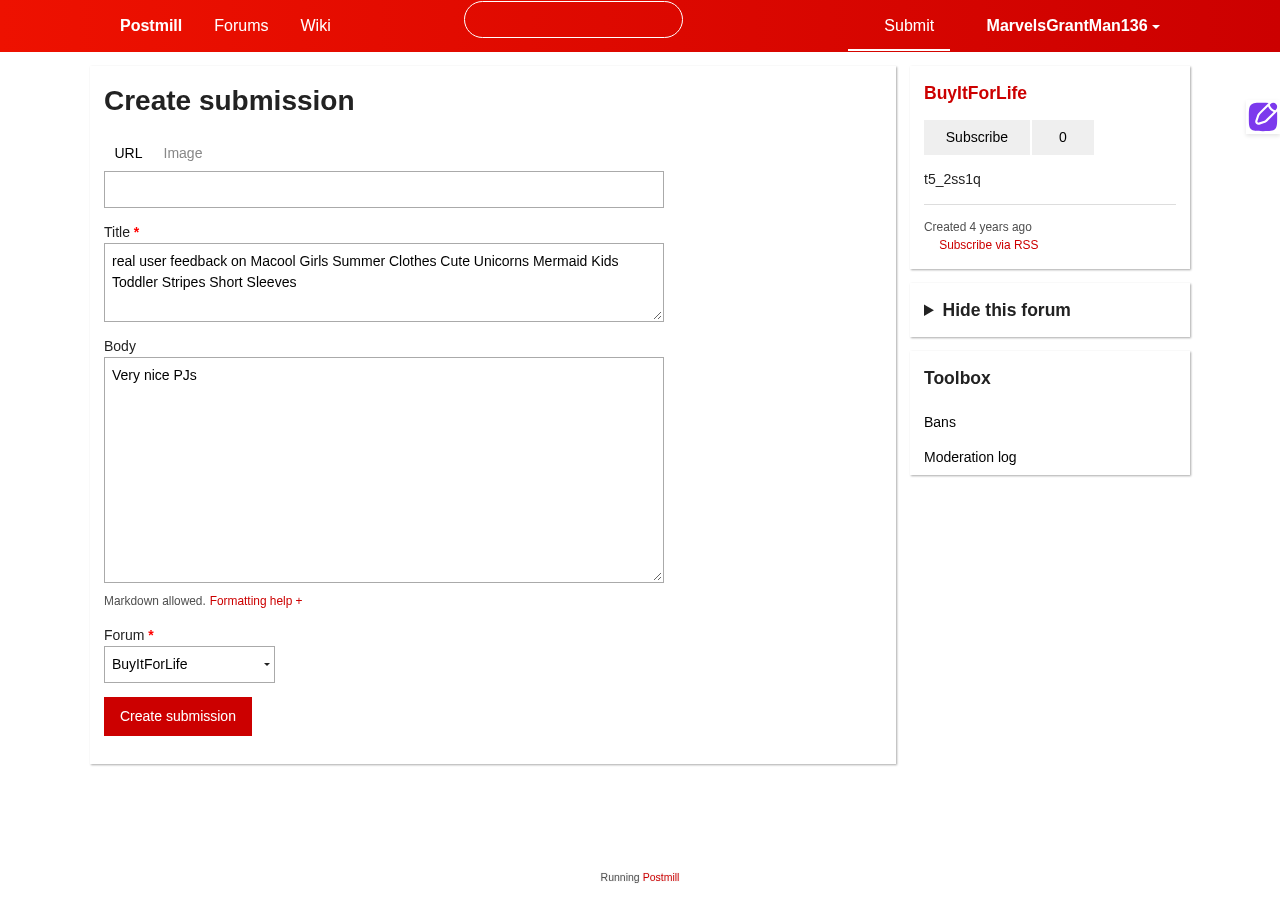 Postmill Forums Wiki Submit MarvelsGrantMan136
Create submission
URL Image
Title *
real user feedback on Macool Girls Summer Clothes Cute Unicorns Mermaid Kids
Toddler Stripes Short Sleeves
Body
Very nice PJs
Markdown allowed. Formatting help +
Forum *
BuyItForLife
Create submission
BuyItForLife
Subscribe 0
t5_2ss1q
Created 4 years ago
Subscribe via RSS
Hide this forum
Toolbox
Bans
Moderation log
Running Postmill